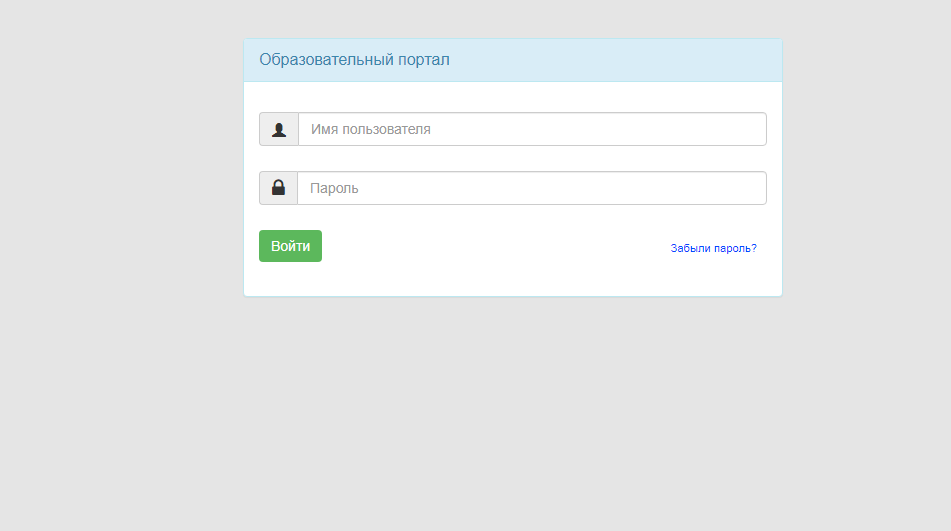 Образовательный портал
Имя пользователя
Пароль
Войти
Забыли пароль?